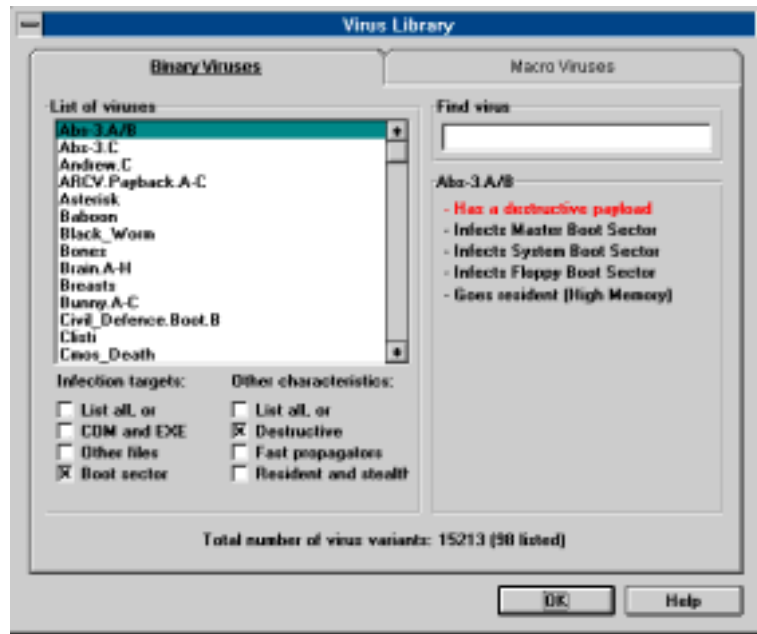 Virus Library
Binary Viruses
Macro Viruses
List of viruses
Abs-3.A/B
Abs-3.C
Andrew.C
ARCV.Payback.A-C
Asterisk
Baboon
Black_Worm
Bones
Brain.A-H
Breasts
Bunny.A-C
Civil_Defence.Boot.B
Clisti
Cmos_Death
Infection targets:
List all, or
COM and EXE
Other files
Boot sector
Other characteristics:
List all, or
Destructive
Fast propagators
Resident and stealth
Find virus
Abs-3.A/B
- Has a destructive payload
- Infects Master Boot Sector
- Infects System Boot Sector
- Infects Floppy Boot Sector
- Goes resident (High Memory)
Total number of virus variants: 15213 (98 listed)
OK
Help